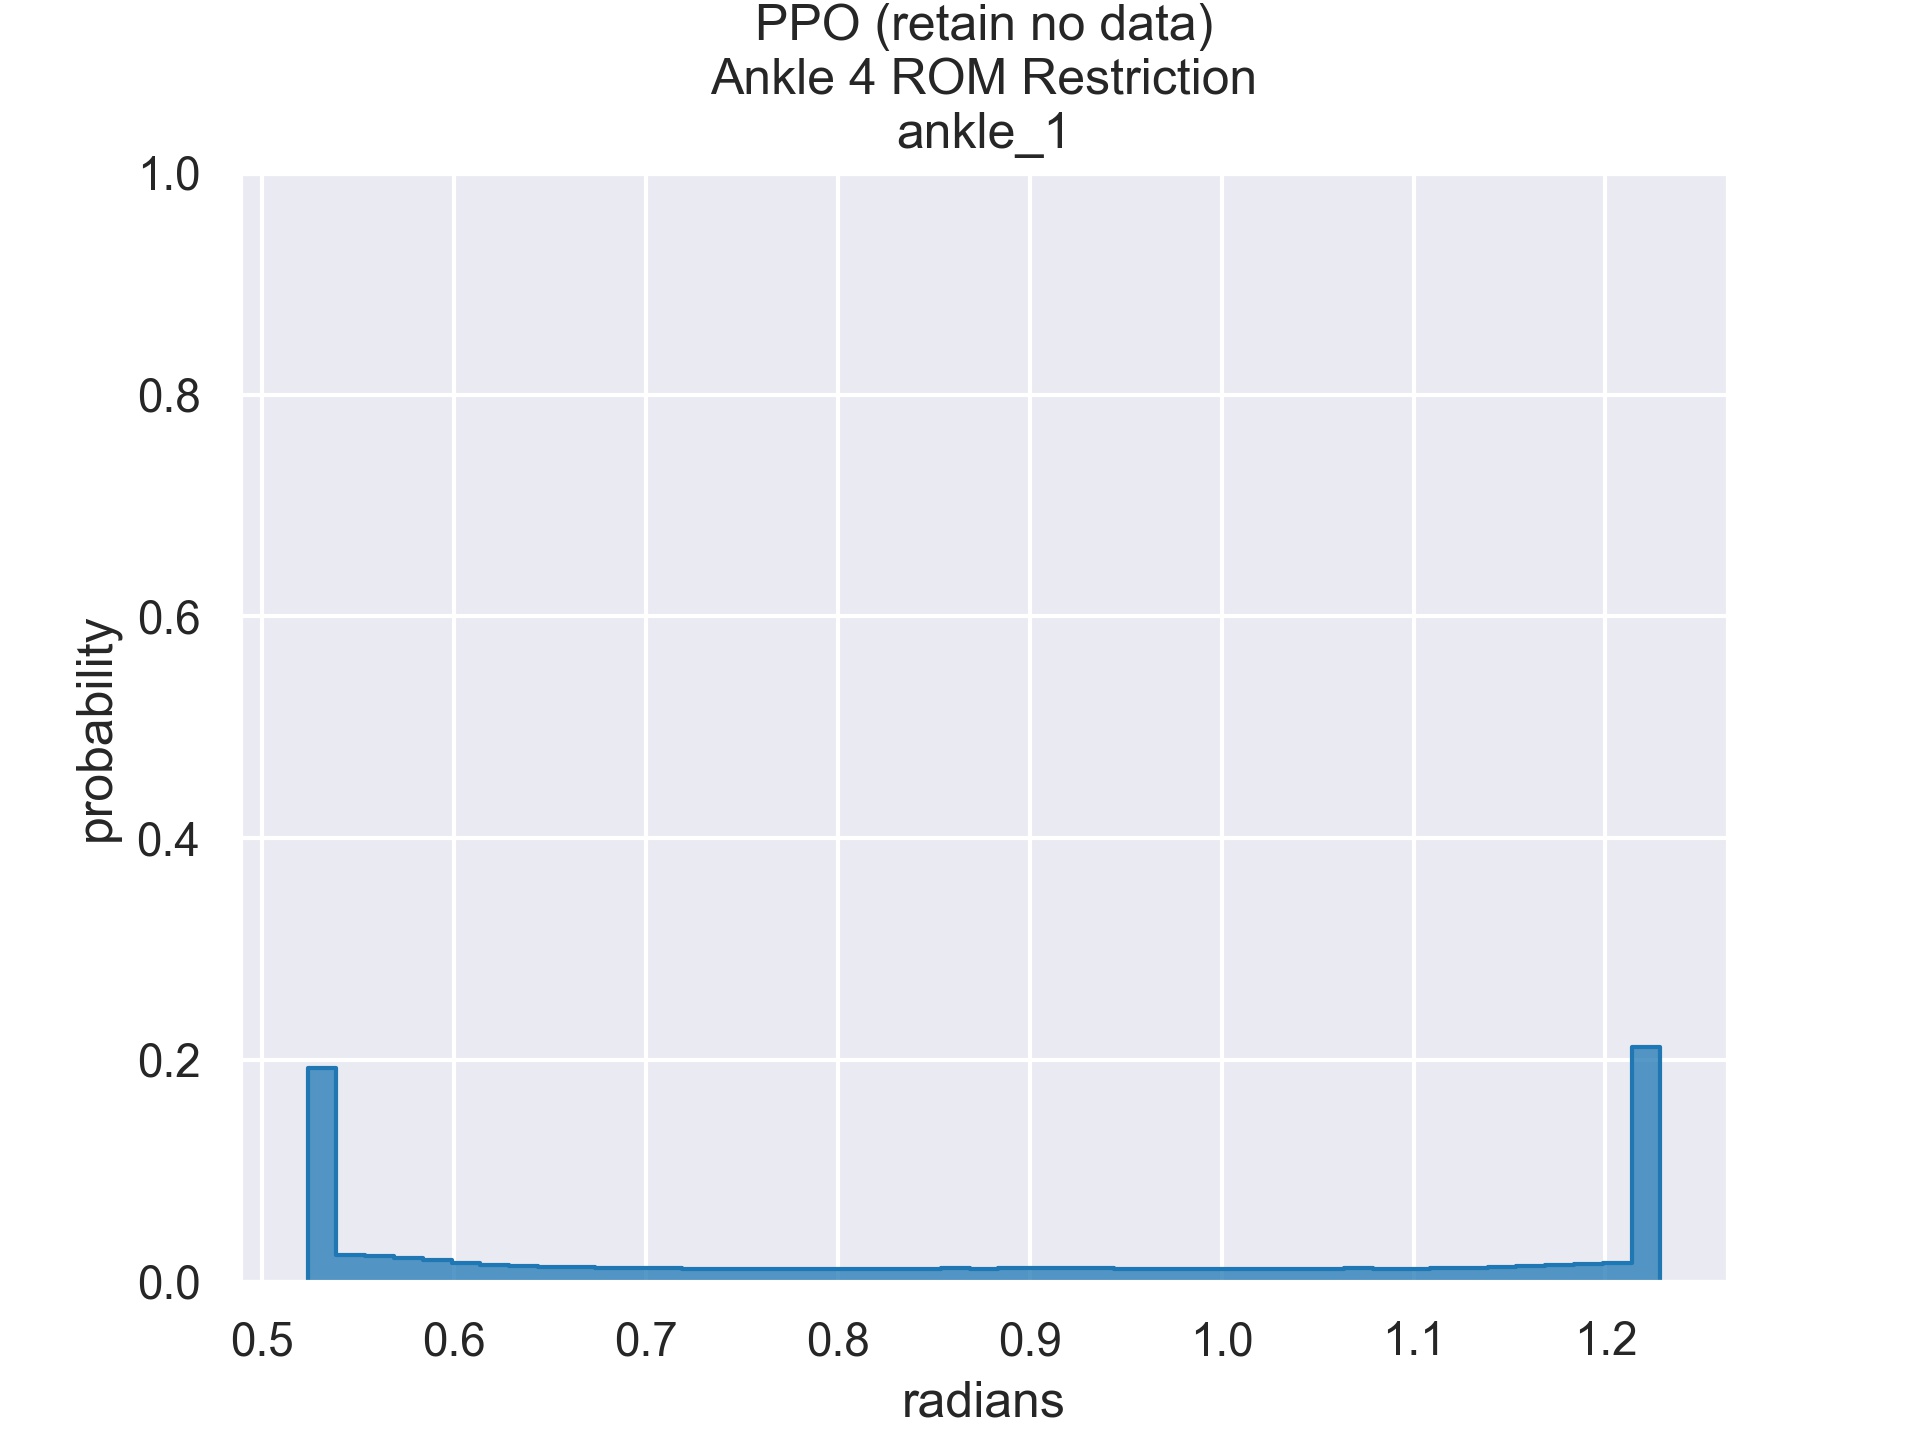 PPO (retain no data)
Ankle 4 ROM Restriction
ankle_1
1.0
0.8
0.6
0.4
0.2
0.0
probability
0.5 0.6 0.7 0.8 0.9 1.0 1.1 1.2
radians